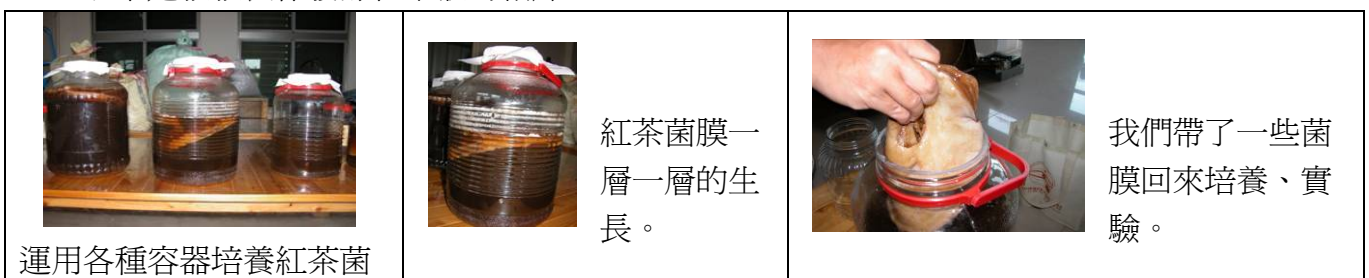 運用各種容器培養紅茶菌
紅茶菌膜一
層一層的生
長。
我們帶了一些菌
膜回來培養、實
驗。